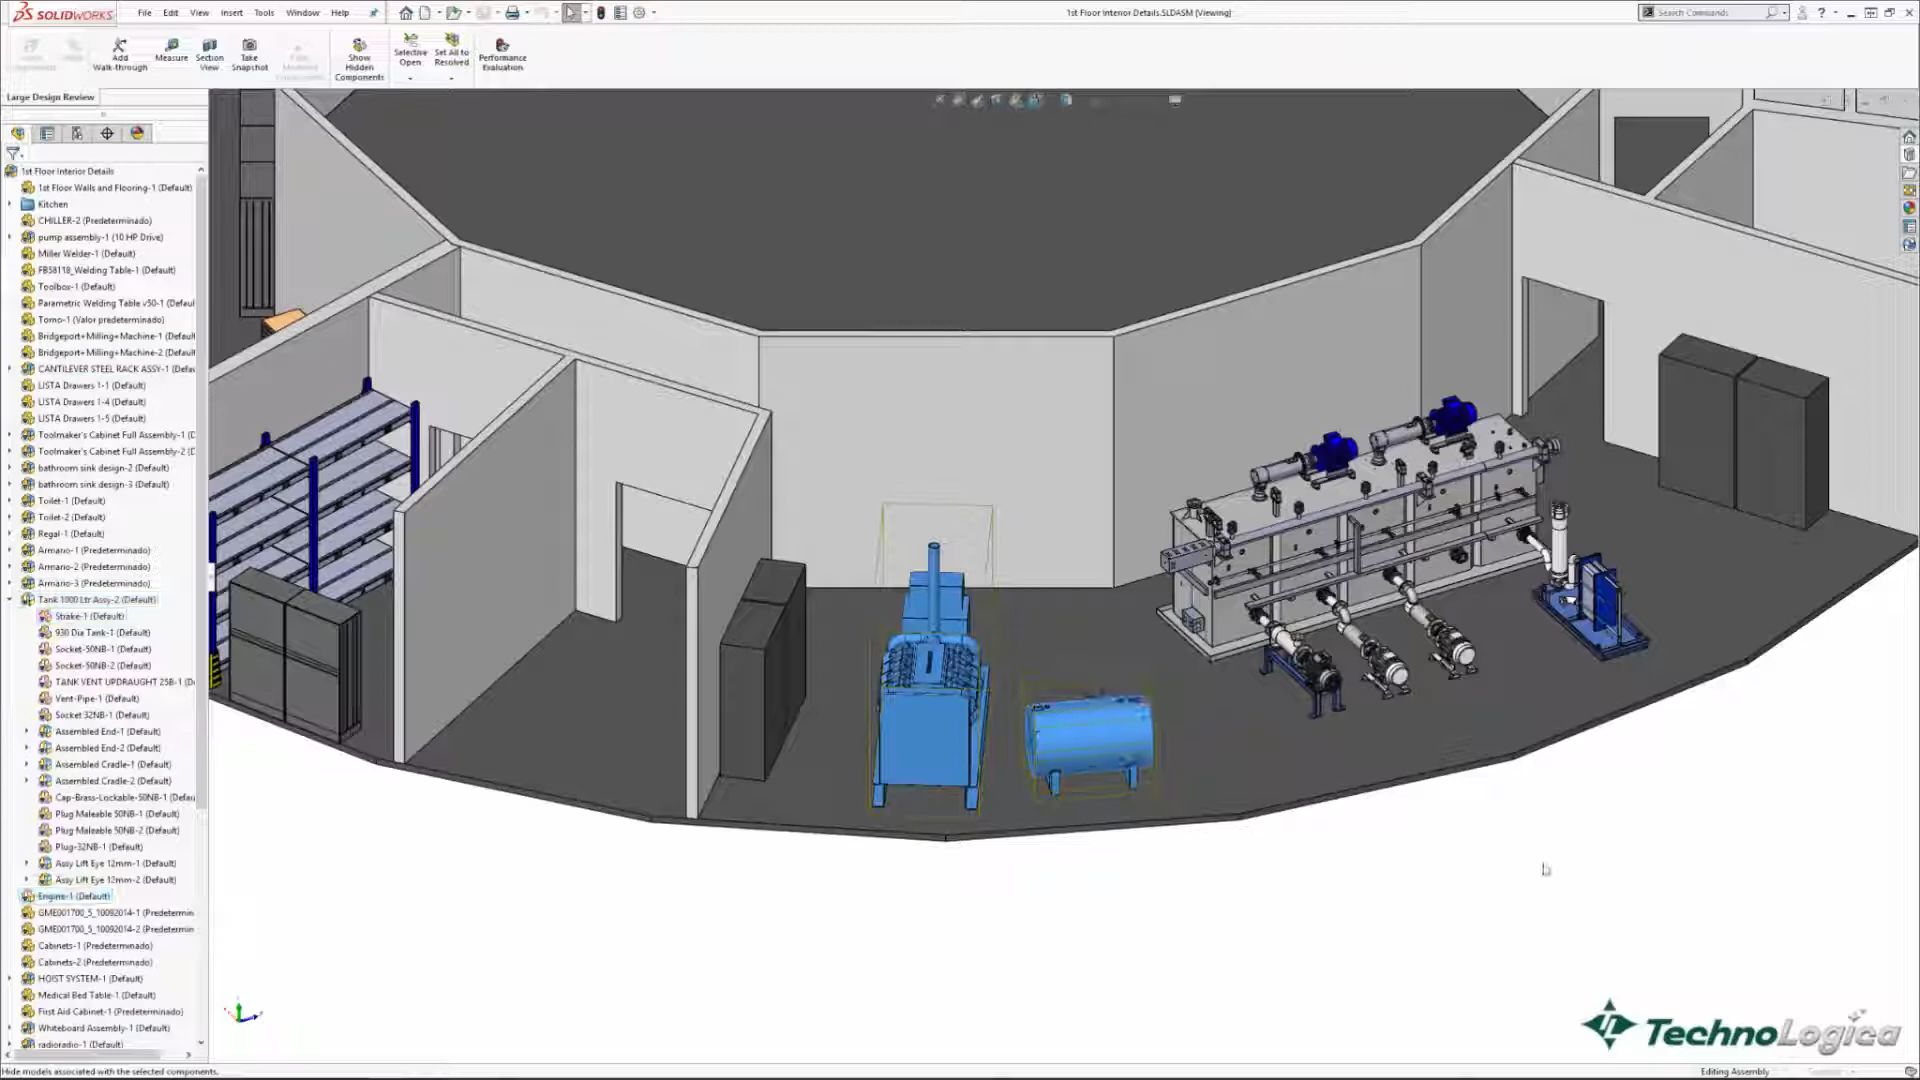 SOLIDWORKS
File Edit View Insert Tools Window Help
1st Floor Interior Details.SLDASM [Viewing]
Search Commands
Add Walk-through
Measure
Section View
Take Snapshot
Show Hidden Components
Selective Open
Set All to Resolved
Performance Evaluation
Large Design Review
1st Floor Interior Details
1st Floor Walls and Flooring-1 (Default)
Kitchen
CHILLER-2 (Predeterminado)
pump assembly-1 (10 HP Drive)
Miller Welder-1 (Default)
FB58118_Welding Table-1 (Default)
Toolbox-1 (Default)
Parametric Welding Table v50-1 (Defaul
Torno-1 (Valor predeterminado)
Bridgeport+Milling+Machine-1 (Default
Bridgeport+Milling+Machine-2 (Default
CANTILEVER STEEL RACK ASSY-1 (Defau
LISTA Drawers 1-1 (Default)
LISTA Drawers 1-4 (Default)
LISTA Drawers 1-5 (Default)
Toolmaker's Cabinet Full Assembly-1 (D
Toolmaker's Cabinet Full Assembly-2 (D
bathroom sink design-2 (Default)
bathroom sink design-3 (Default)
Toilet-1 (Default)
Toilet-2 (Default)
Regal-1 (Default)
Armario-1 (Predeterminado)
Armario-2 (Predeterminado)
Armario-3 (Predeterminado)
Tank 1000 Ltr Assy-2 (Default)
Strake-1 (Default)
930 Dia Tank-1 (Default)
Socket-50NB-1 (Default)
Socket-50NB-2 (Default)
TANK VENT UPDRAUGHT 25B-1 (D
Vent-Pipe-1 (Default)
Socket 32NB-1 (Default)
Assembled End-1 (Default)
Assembled End-2 (Default)
Assembled Cradle-1 (Default)
Assembled Cradle-2 (Default)
Cap-Brass-Lockable-50NB-1 (Defau
Plug Maleable 50NB-1 (Default)
Plug Maleable 50NB-2 (Default)
Plug-32NB-1 (Default)
Assy Lift Eye 12mm-1 (Default)
Assy Lift Eye 12mm-2 (Default)
Engine-1 (Default)
GME001700_5_10092014-1 (Predetermin
GME001700_5_10092014-2 (Predetermin
Cabinets-1 (Predeterminado)
Cabinets-2 (Predeterminado)
HOIST SYSTEM-1 (Default)
Medical Bed Table-1 (Default)
First Aid Cabinet-1 (Predeterminado)
Whiteboard Assembly-1 (Default)
radioradio-1 (Default)
TechnoLogica
Hide models associated with the selected components.
Editing Assembly